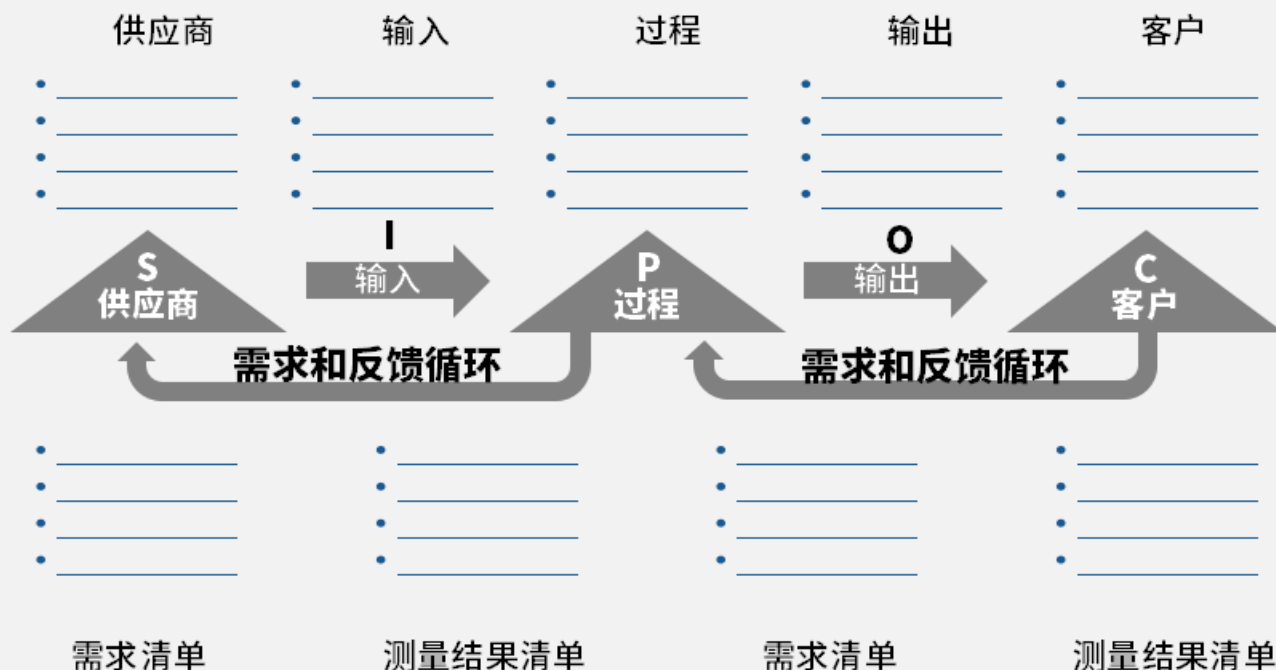 供应商
输入
过程
输出
客户
S
供应商
I
输入
P
过程
O
输出
C
客户
需求和反馈循环
需求和反馈循环
需求清单
测量结果清单
需求清单
测量结果清单